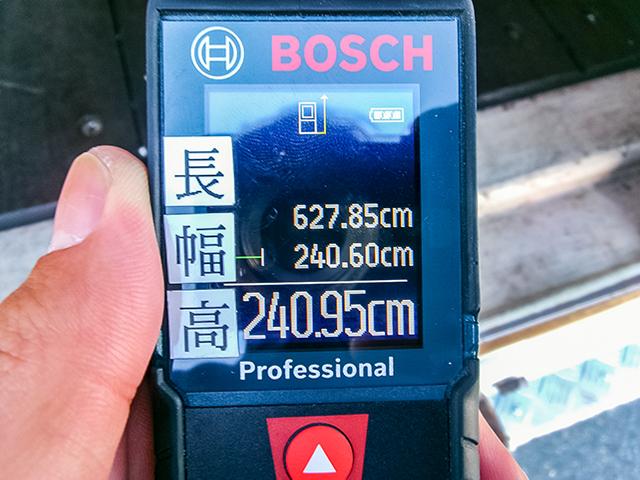 BOSCH
長 627.85cm
幅 240.60cm
高 240.95cm
Professional